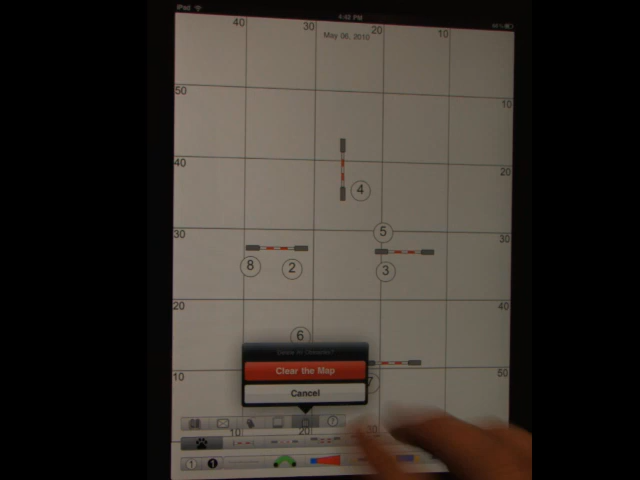 iPad 4:42 PM
40 30 20 10
May 06, 2010
50 10
40 20
4
30 5 30
8 2 3
20 40
6
Clear the Map
10 7 50
Cancel
?
10 20 30
1 1